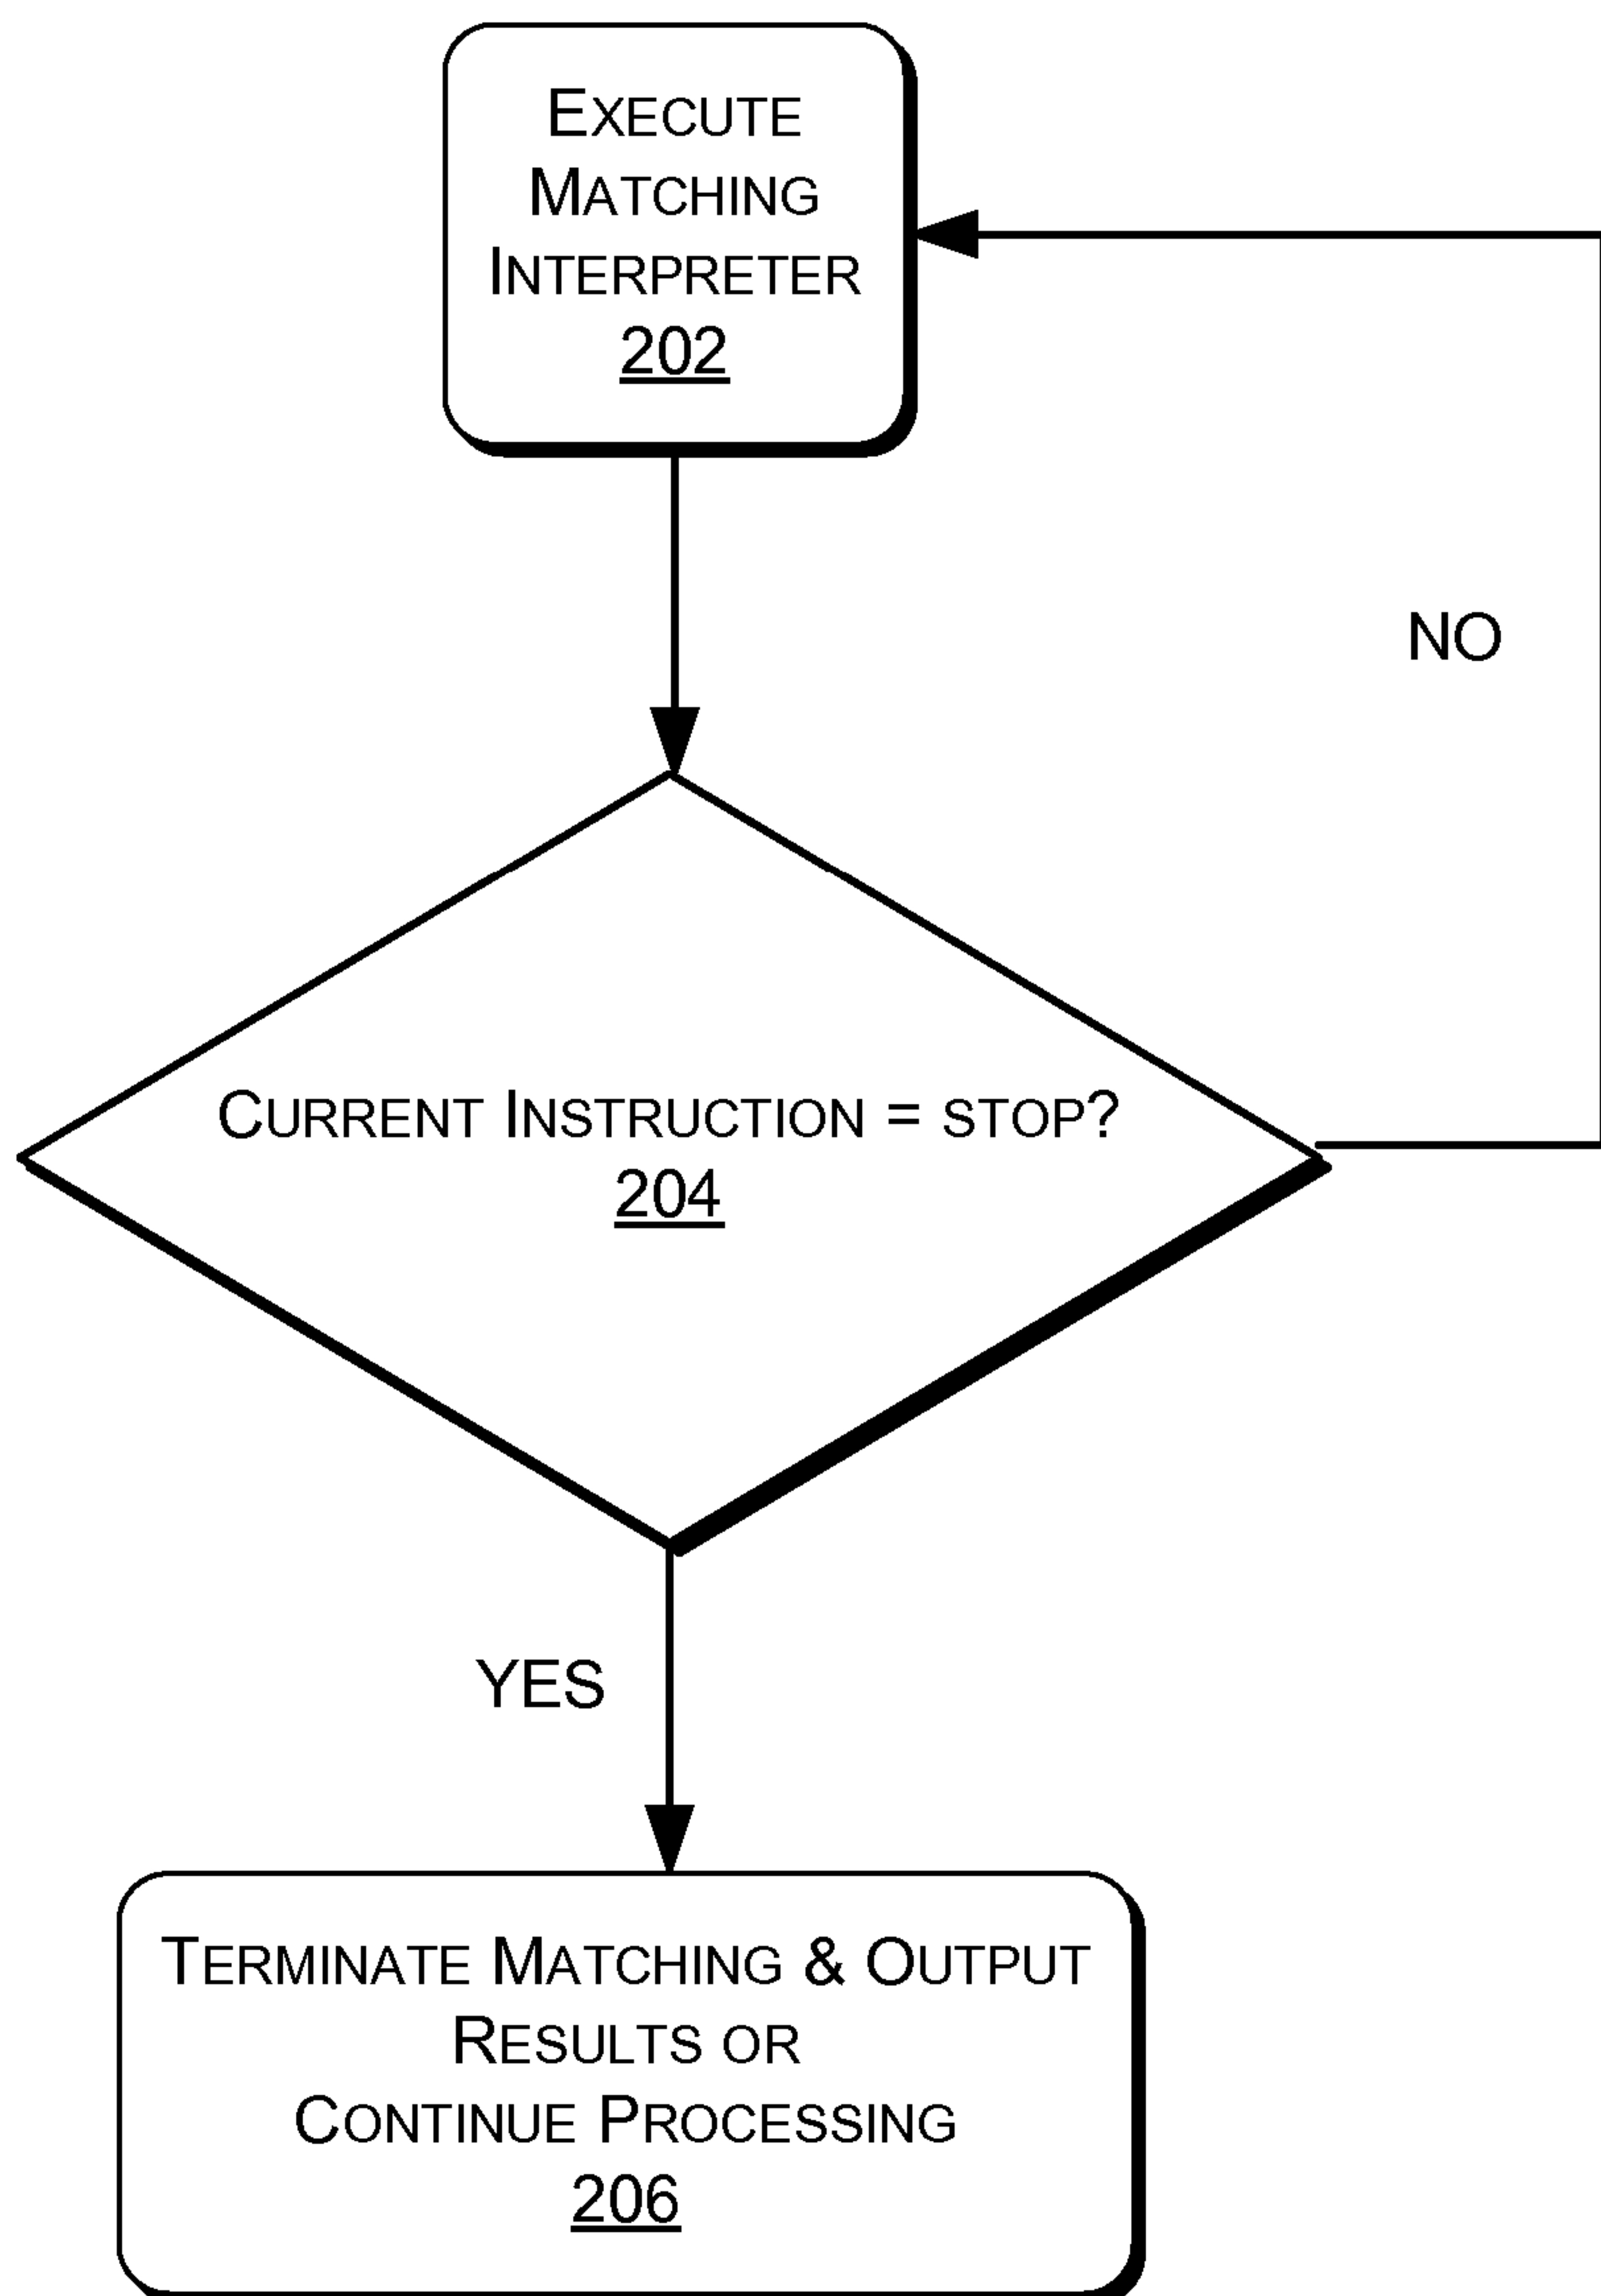 EXECUTE
MATCHING
INTERPRETER
202
NO
CURRENT INSTRUCTION = STOP?
204
YES
TERMINATE MATCHING & OUTPUT
RESULTS OR
CONTINUE PROCESSING
206